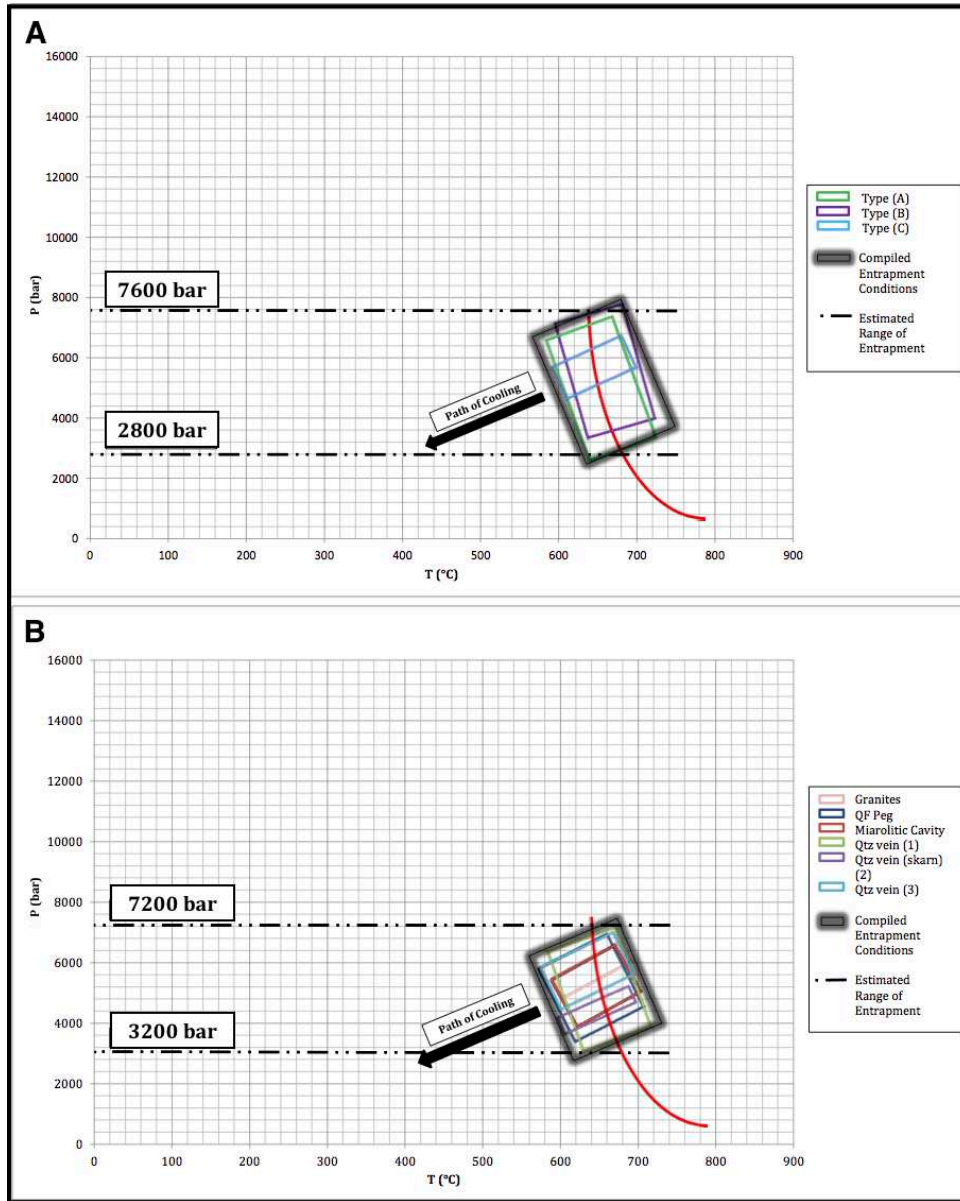 A
16000
14000
12000
10000
8000
6000
4000
2000
0
P (bar)
7600 bar
2800 bar
Path of Cooling
0 100 200 300 400 500 600 700 800 900
T (°C)
Type (A)
Type (B)
Type (C)
Compiled
Entrapment
Conditions
Estimated
Range of
Entrapment
B
16000
14000
12000
10000
8000
6000
4000
2000
0
P (bar)
7200 bar
3200 bar
Path of Cooling
0 100 200 300 400 500 600 700 800 900
T (°C)
Granites
QF Peg
Miarolitic Cavity
Qtz vein (1)
Qtz vein (skarn)
(2)
Qtz vein (3)
Compiled
Entrapment
Conditions
Estimated
Range of
Entrapment